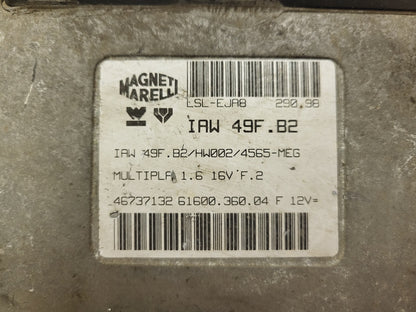 MAGNETI
MARELLI
LSL-EJA8 290.98
IAW 49F.B2
IAW 49F.B2/HW002/4565-MEG
MULTIPLA 1.6 16V F.2
46737132 61600.360.04 F 12V=